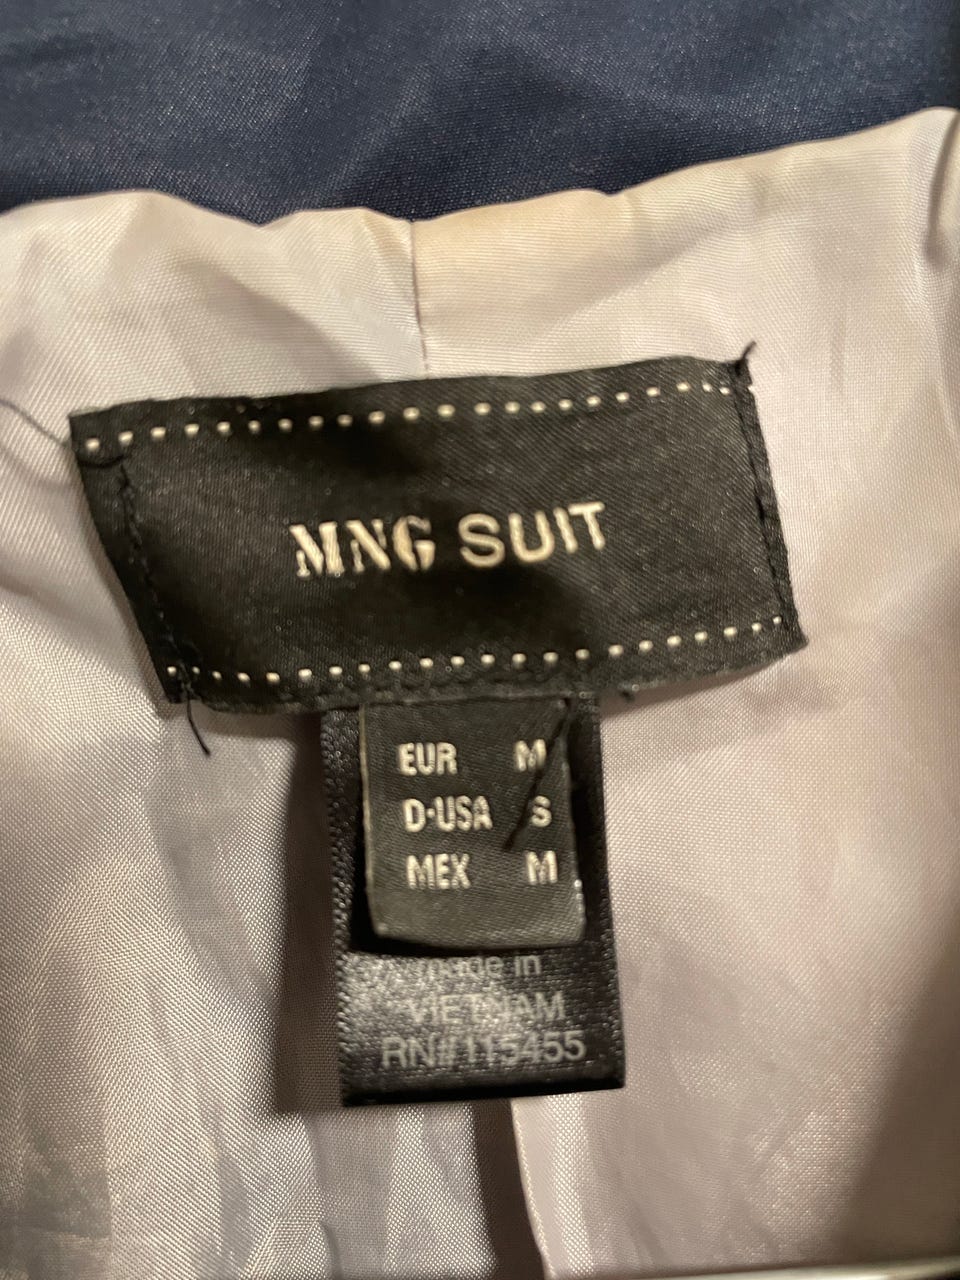 MNG SUIT
EUR M
D·USA S
MEX M
made in
VIETNAM
RN#115455